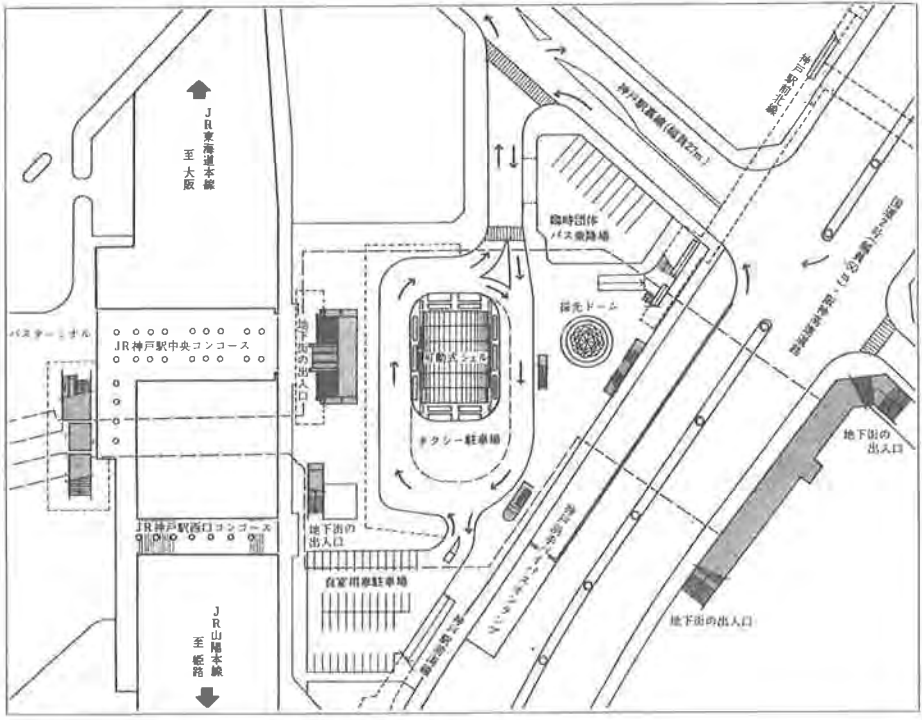 JR東海道本線
至 大阪
神戸駅前北線
神戸駅裏線(幅員27m)
臨時団体
バス乗降場
採光ドーム
バスターミナル
JR神戸駅中央コンコース
地下街の出入口
可動式シェル
タクシー駐車場
地下街の
出入口
JR神戸駅西口コンコース
地下街の
出入口
自家用車駐車場
地下街の出入口
JR山陽本線
至 姫路